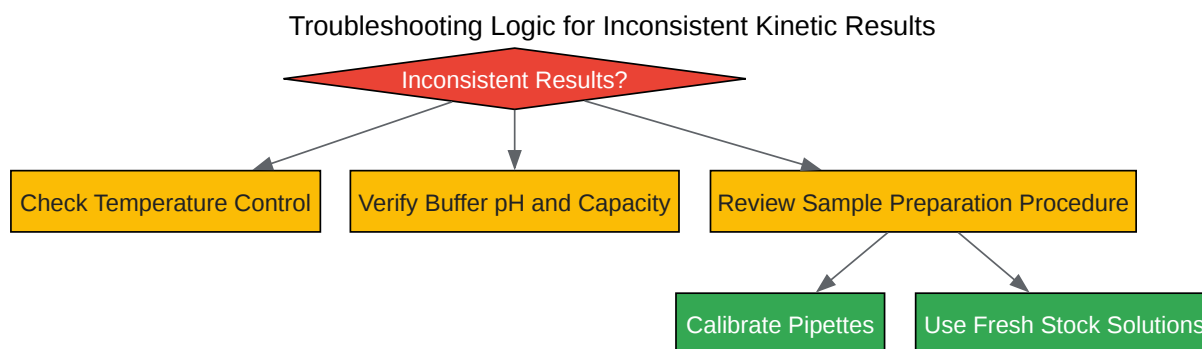 Troubleshooting Logic for Inconsistent Kinetic Results
Inconsistent Results?
Check Temperature Control
Verify Buffer pH and Capacity
Review Sample Preparation Procedure
Calibrate Pipettes
Use Fresh Stock Solutions